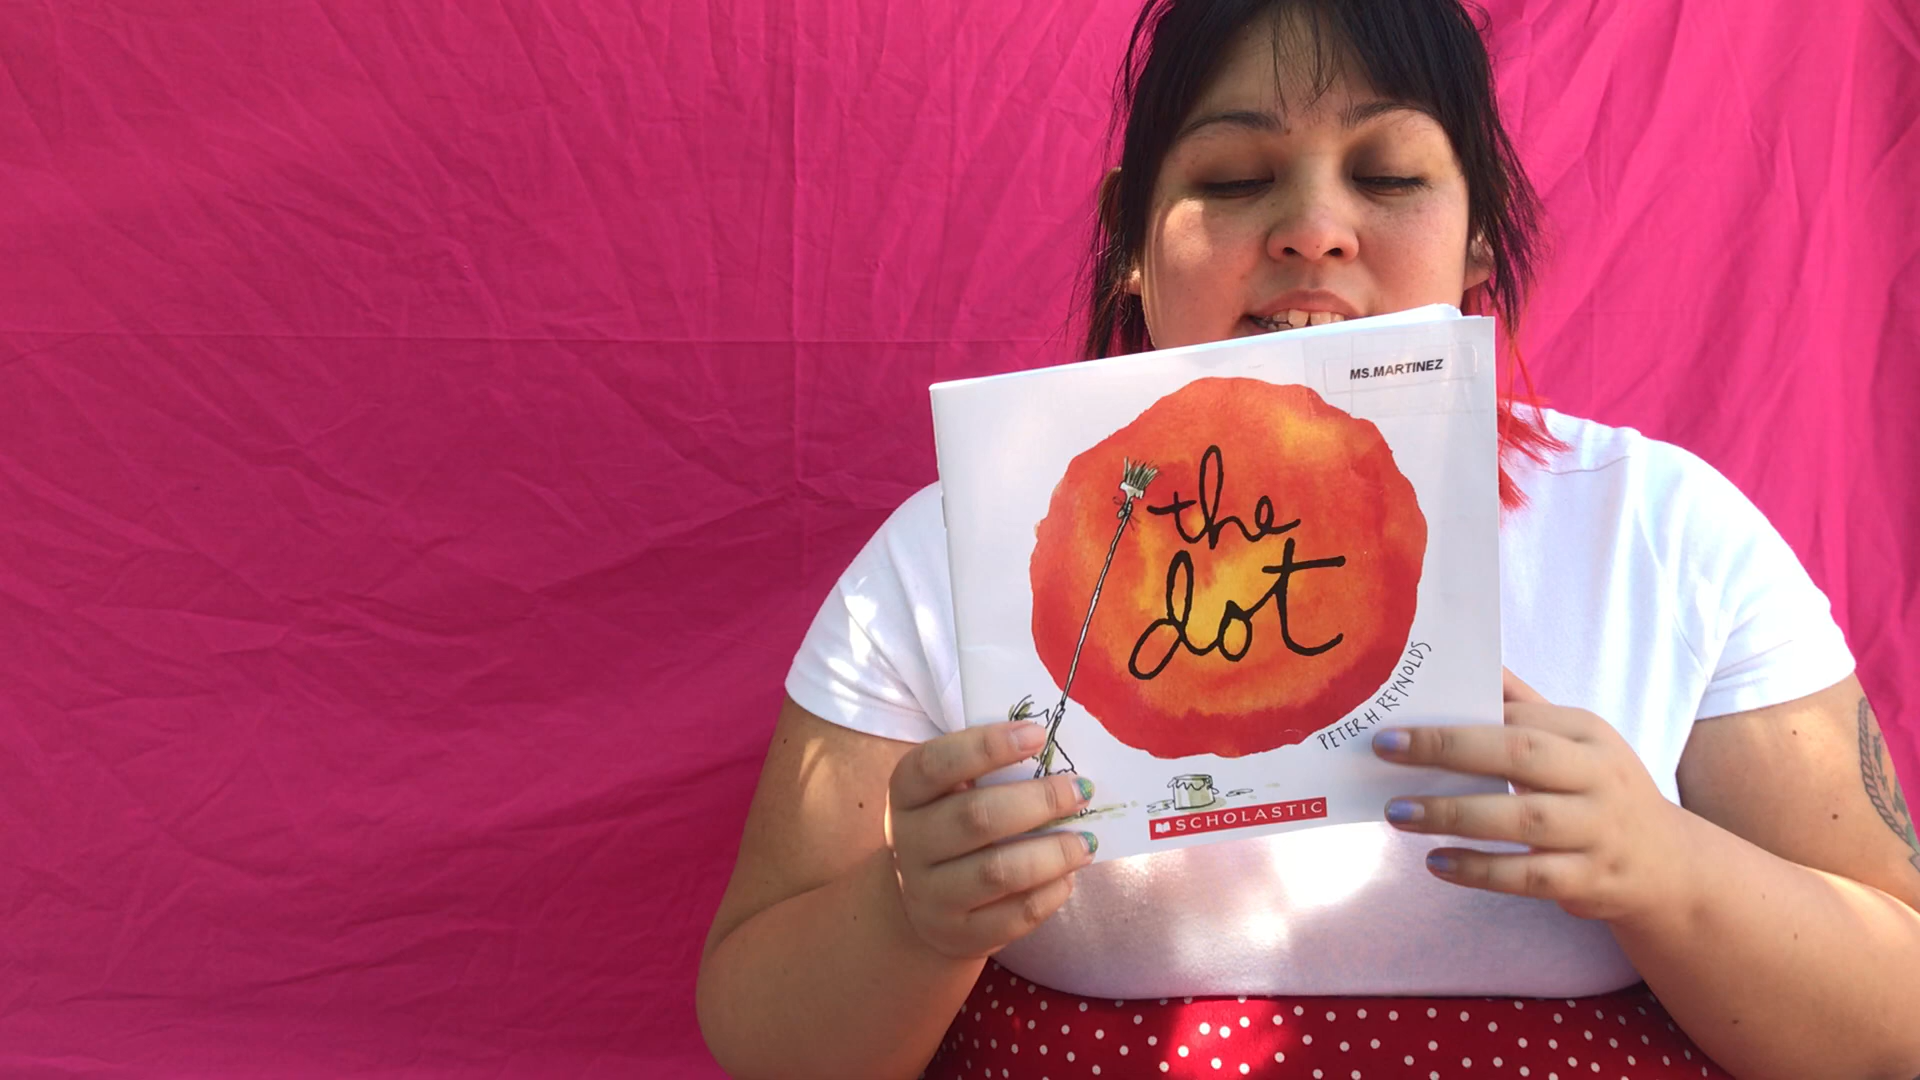 MS.MARTINEZ
the
dot
PETER H. REYNOLDS
SCHOLASTIC